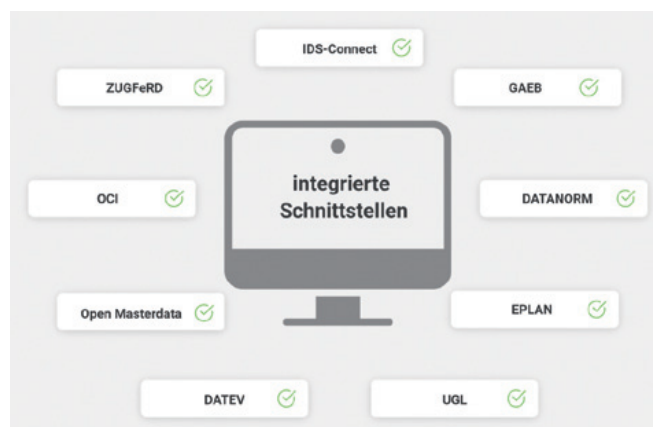 IDS-Connect
ZUGFeRD
GAEB
integrierte
Schnittstellen
OCI
DATANORM
Open Masterdata
EPLAN
DATEV
UGL